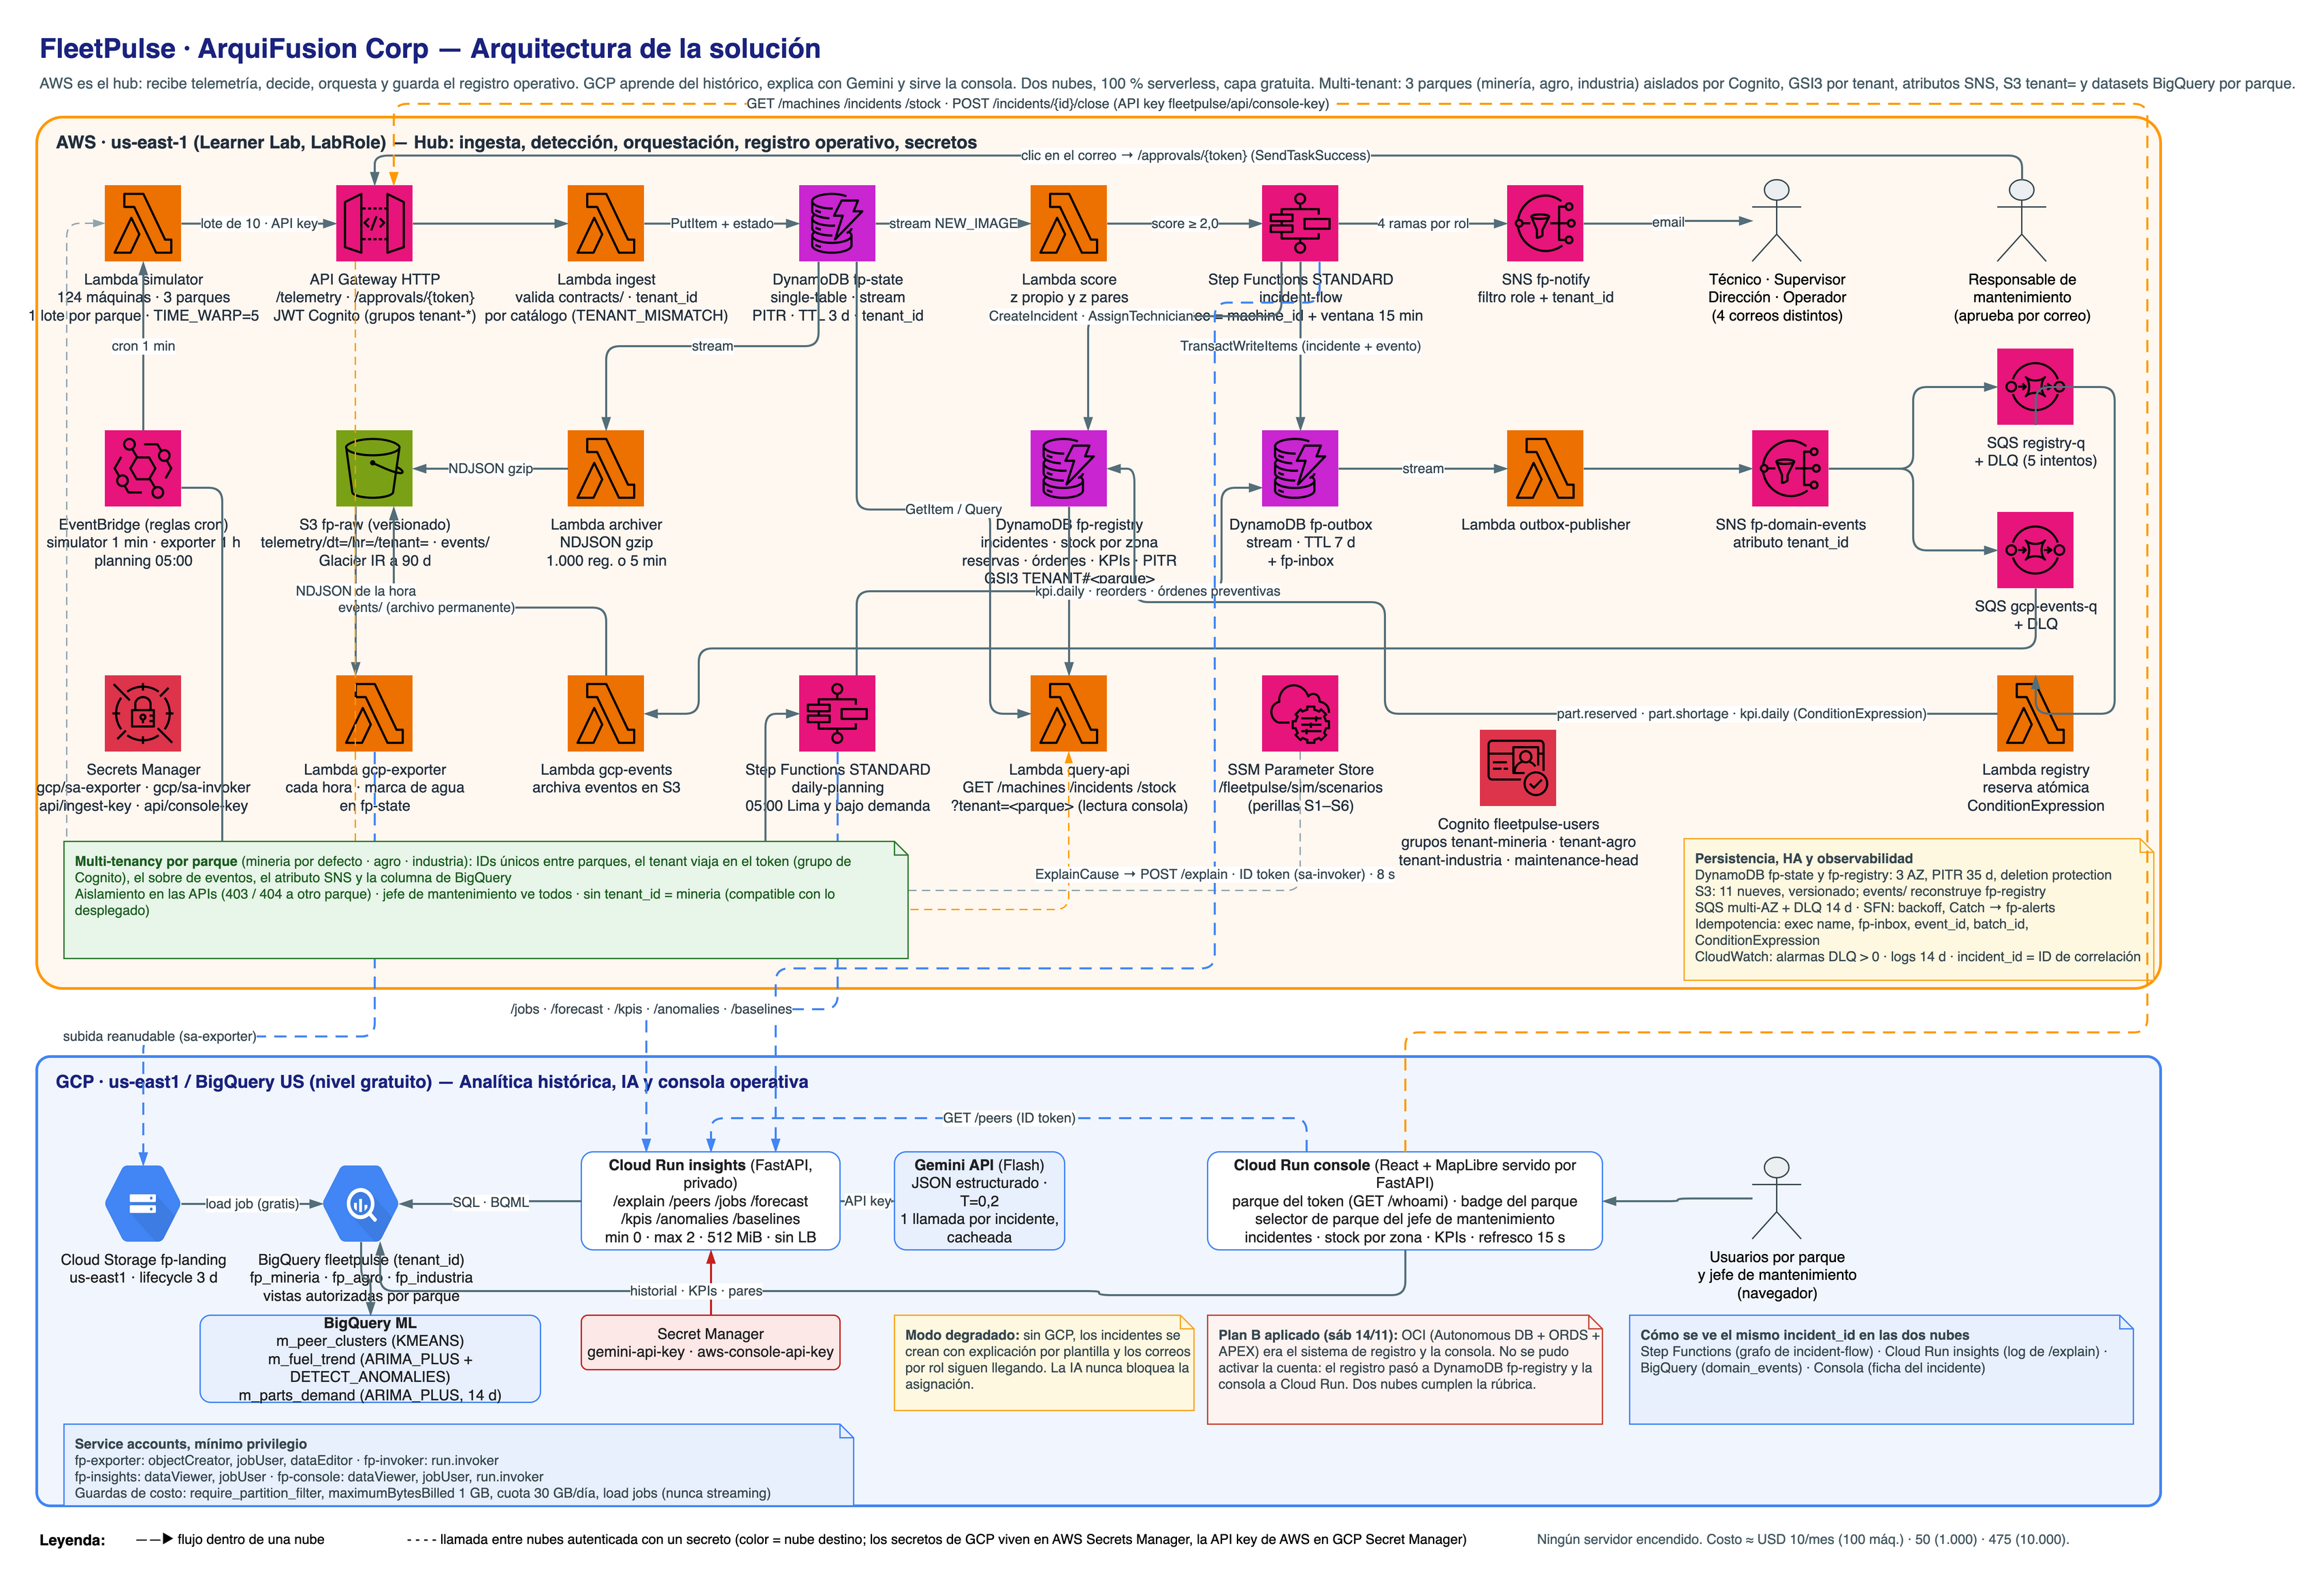 FleetPulse · ArquiFusion Corp — Arquitectura de la solución
AWS es el hub: recibe telemetría, decide, orquesta y guarda el registro operativo. GCP aprende del histórico, explica con Gemini y sirve la consola. Dos nubes, 100 % serverless, capa gratuita. Multi-tenant: 3 parques (minería, agro, industria) aislados por Cognito, GSI3 por tenant, atributos SNS, S3 tenant= y datasets BigQuery por parque.
GET /machines /incidents /stock · POST /incidents/{id}/close (API key fleetpulse/api/console-key)
AWS · us-east-1 (Learner Lab, LabRole) — Hub: ingesta, detección, orquestación, registro operativo, secretos
clic en el correo → /approvals/{token} (SendTaskSuccess)
lote de 10 · API key
PutItem + estado
stream NEW_IMAGE
score ≥ 2,0
4 ramas por rol
email
Lambda simulator
124 máquinas · 3 parques
1 lote por parque · TIME_WARP=5
API Gateway HTTP
/telemetry · /approvals/{token}
JWT Cognito (grupos tenant-*)
Lambda ingest
valida contracts/ · tenant_id
por catálogo (TENANT_MISMATCH)
DynamoDB fp-state
single-table · stream
PITR · TTL 3 d · tenant_id
Lambda score
z propio y z pares
Step Functions STANDARD
incident-flow
= machine_id + ventana 15 min
SNS fp-notify
filtro role + tenant_id
Técnico · Supervisor
Dirección · Operador
(4 correos distintos)
Responsable de
mantenimiento
(aprueba por correo)
CreateIncident · AssignTechnician
cron 1 min
stream
TransactWriteItems (incidente + evento)
NDJSON gzip
stream
SQS registry-q
+ DLQ (5 intentos)
GetItem / Query
EventBridge (reglas cron)
simulator 1 min · exporter 1 h
planning 05:00
S3 fp-raw (versionado)
telemetry/dt=/hr=/tenant= · events/
Glacier IR a 90 d
Lambda archiver
NDJSON gzip
1.000 reg. o 5 min
DynamoDB fp-registry
incidentes · stock por zona
reservas · órdenes · KPIs · PITR
GSI3 TENANT#<parque>
DynamoDB fp-outbox
stream · TTL 7 d
+ fp-inbox
Lambda outbox-publisher
SNS fp-domain-events
atributo tenant_id
NDJSON de la hora
events/ (archivo permanente)
kpi.daily · reorders · órdenes preventivas
SQS gcp-events-q
+ DLQ
part.reserved · part.shortage · kpi.daily (ConditionExpression)
Secrets Manager
gcp/sa-exporter · gcp/sa-invoker
api/ingest-key · api/console-key
Lambda gcp-exporter
cada hora · marca de agua
en fp-state
Lambda gcp-events
archiva eventos en S3
Step Functions STANDARD
daily-planning
05:00 Lima y bajo demanda
Lambda query-api
GET /machines /incidents /stock
?tenant=<parque> (lectura consola)
SSM Parameter Store
/fleetpulse/sim/scenarios
(perillas S1–S6)
Cognito fleetpulse-users
grupos tenant-mineria · tenant-agro
tenant-industria · maintenance-head
Lambda registry
reserva atómica
ConditionExpression
Multi-tenancy por parque (mineria por defecto · agro · industria): IDs únicos entre parques, el tenant viaja en el token (grupo de
Cognito), el sobre de eventos, el atributo SNS y la columna de BigQuery
Aislamiento en las APIs (403 / 404 a otro parque) · jefe de mantenimiento ve todos · sin tenant_id = mineria (compatible con lo
desplegado)
ExplainCause → POST /explain · ID token (sa-invoker) · 8 s
Persistencia, HA y observabilidad
DynamoDB fp-state y fp-registry: 3 AZ, PITR 35 d, deletion protection
S3: 11 nueves, versionado; events/ reconstruye fp-registry
SQS multi-AZ + DLQ 14 d · SFN: backoff, Catch → fp-alerts
Idempotencia: exec name, fp-inbox, event_id, batch_id,
ConditionExpression
CloudWatch: alarmas DLQ > 0 · logs 14 d · incident_id = ID de correlación
/jobs · /forecast · /kpis · /anomalies · /baselines
subida reanudable (sa-exporter)
GCP · us-east1 / BigQuery US (nivel gratuito) — Analítica histórica, IA y consola operativa
GET /peers (ID token)
load job (gratis)
SQL · BQML
Cloud Run insights (FastAPI,
privado)
/explain /peers /jobs /forecast
/kpis /anomalies /baselines
min 0 · max 2 · 512 MiB · sin LB
API key
Gemini API (Flash)
JSON estructurado ·
T=0,2
1 llamada por incidente,
cacheada
Cloud Run console (React + MapLibre servido por
FastAPI)
parque del token (GET /whoami) · badge del parque
selector de parque del jefe de mantenimiento
incidentes · stock por zona · KPIs · refresco 15 s
Cloud Storage fp-landing
us-east1 · lifecycle 3 d
BigQuery fleetpulse (tenant_id)
fp_mineria · fp_agro · fp_industria
vistas autorizadas por parque
Usuarios por parque
y jefe de mantenimiento
(navegador)
historial · KPIs · pares
BigQuery ML
m_peer_clusters (KMEANS)
m_fuel_trend (ARIMA_PLUS +
DETECT_ANOMALIES)
m_parts_demand (ARIMA_PLUS, 14 d)
Secret Manager
gemini-api-key · aws-console-api-key
Modo degradado: sin GCP, los incidentes se
crean con explicación por plantilla y los correos
por rol siguen llegando. La IA nunca bloquea la
asignación.
Plan B aplicado (sáb 14/11): OCI (Autonomous DB + ORDS +
APEX) era el sistema de registro y la consola. No se pudo
activar la cuenta: el registro pasó a DynamoDB fp-registry y la
consola a Cloud Run. Dos nubes cumplen la rúbrica.
Cómo se ve el mismo incident_id en las dos nubes
Step Functions (grafo de incident-flow) · Cloud Run insights (log de /explain) ·
BigQuery (domain_events) · Consola (ficha del incidente)
Service accounts, mínimo privilegio
fp-exporter: objectCreator, jobUser, dataEditor · fp-invoker: run.invoker
fp-insights: dataViewer, jobUser · fp-console: dataViewer, jobUser, run.invoker
Guardas de costo: require_partition_filter, maximumBytesBilled 1 GB, cuota 30 GB/día, load jobs (nunca streaming)
Leyenda:
flujo dentro de una nube
llamada entre nubes autenticada con un secreto (color = nube destino; los secretos de GCP viven en AWS Secrets Manager, la API key de AWS en GCP Secret Manager)
Ningún servidor encendido. Costo ≈ USD 10/mes (100 máq.) · 50 (1.000) · 475 (10.000).